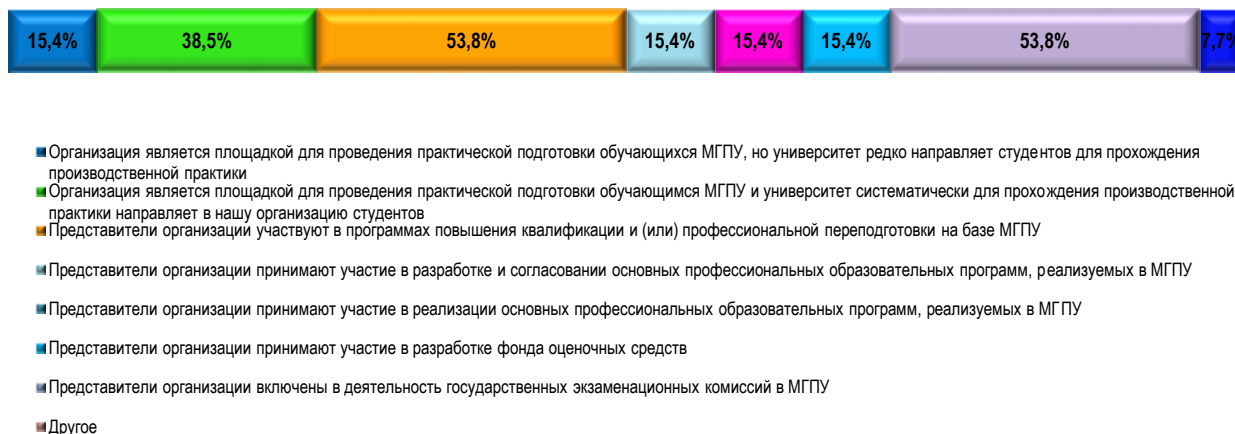 15,4% 38,5% 53,8% 15,4% 15,4% 15,4% 53,8% 7,7%
Организация является площадкой для проведения практической подготовки обучающихся МГПУ, но университет редко направляет студентов для прохождения
производственной практики
Организация является площадкой для проведения практической подготовки обучающимся МГПУ и университет систематически для прохождения производственной
практики направляет в нашу организацию студентов
Представители организации участвуют в программах повышения квалификации и (или) профессиональной переподготовки на базе МГПУ
Представители организации принимают участие в разработке и согласовании основных профессиональных образовательных программ, реализуемых в МГПУ
Представители организации принимают участие в реализации основных профессиональных образовательных программ, реализуемых в МГПУ
Представители организации принимают участие в разработке фонда оценочных средств
Представители организации включены в деятельность государственных экзаменационных комиссий в МГПУ
Другое